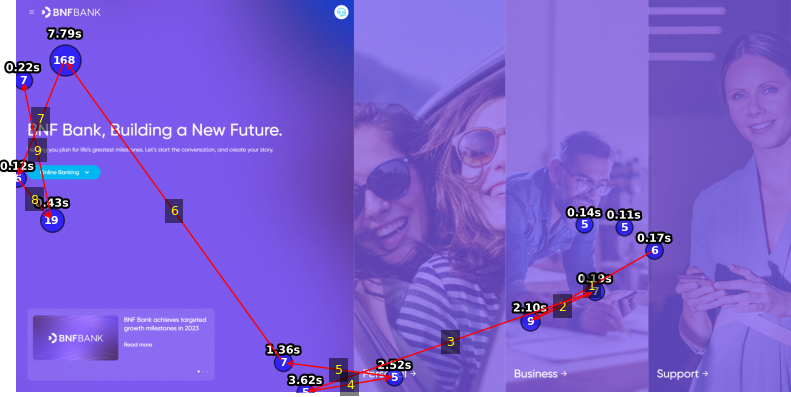 BNFBANK
7.79s
168
0.22s
7
7
BNF Bank, Building a New Future.
9
you plan for life's greatest milestones. Let's start the conversation, and create your story.
0.12s
Online Banking
8
0.43s
19
6
0.14s
5
0.11s
5
0.17s
6
0.19s
1
7
2
2.10s
9
BNF Bank achieves targeted
growth milestones in 2023
BNFBANK
Read more
3
1.36s
7
5
2.52s
5
4
3.62s
5
Business →
Support →